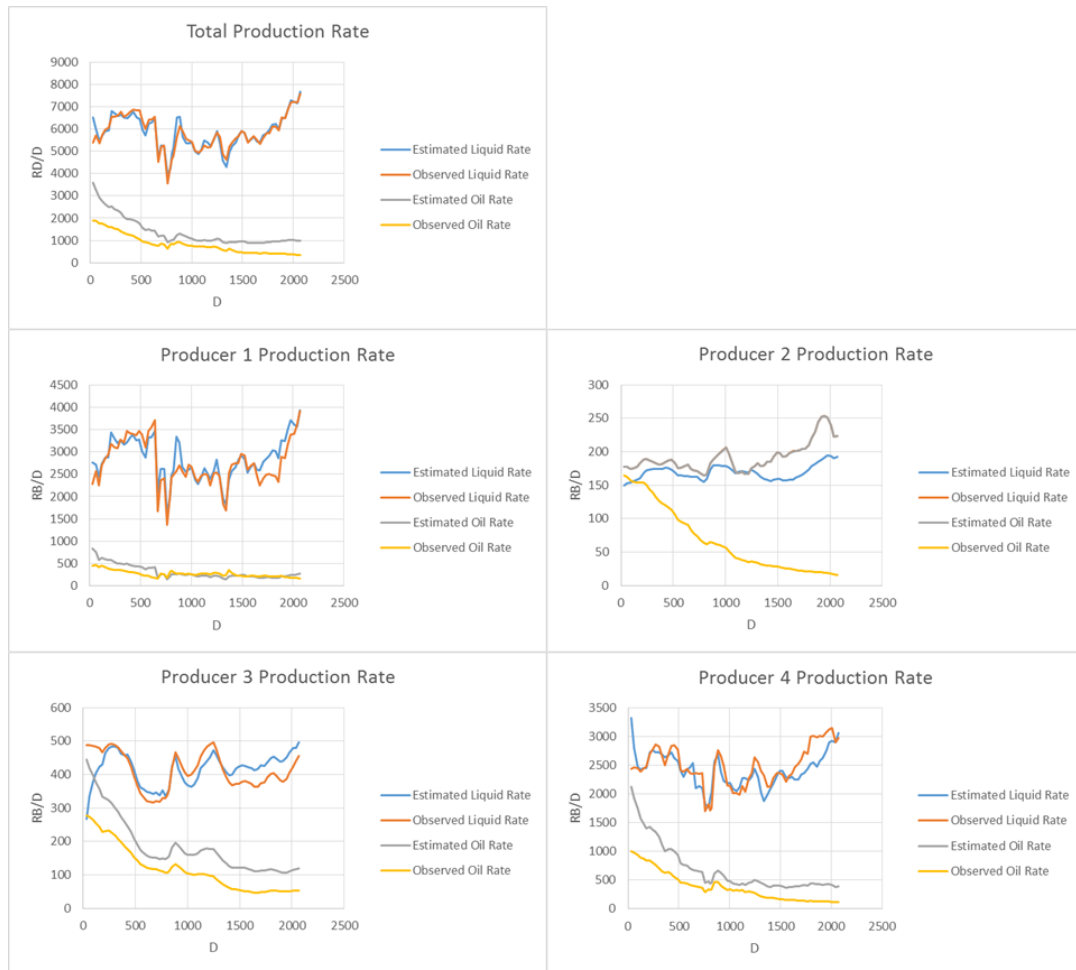 Total Production Rate
9000
8000
7000
6000
5000
4000
3000
2000
1000
0
RD/D
0 500 1000 1500 2000 2500
D
Estimated Liquid Rate
Observed Liquid Rate
Estimated Oil Rate
Observed Oil Rate
Producer 1 Production Rate
4500
4000
3500
3000
2500
2000
1500
1000
500
0
RB/D
0 500 1000 1500 2000 2500
D
Estimated Liquid Rate
Observed Liquid Rate
Estimated Oil Rate
Observed Oil Rate
Producer 2 Production Rate
300
250
200
150
100
50
0
RB/D
0 500 1000 1500 2000 2500
D
Estimated Liquid Rate
Observed Liquid Rate
Estimated Oil Rate
Observed Oil Rate
Producer 3 Production Rate
600
500
400
300
200
100
0
RB/D
0 500 1000 1500 2000 2500
D
Estimated Liquid Rate
Observed Liquid Rate
Estimated Oil Rate
Observed Oil Rate
Producer 4 Production Rate
3500
3000
2500
2000
1500
1000
500
0
RB/D
0 500 1000 1500 2000 2500
D
Estimated Liquid Rate
Observed Liquid Rate
Estimated Oil Rate
Observed Oil Rate